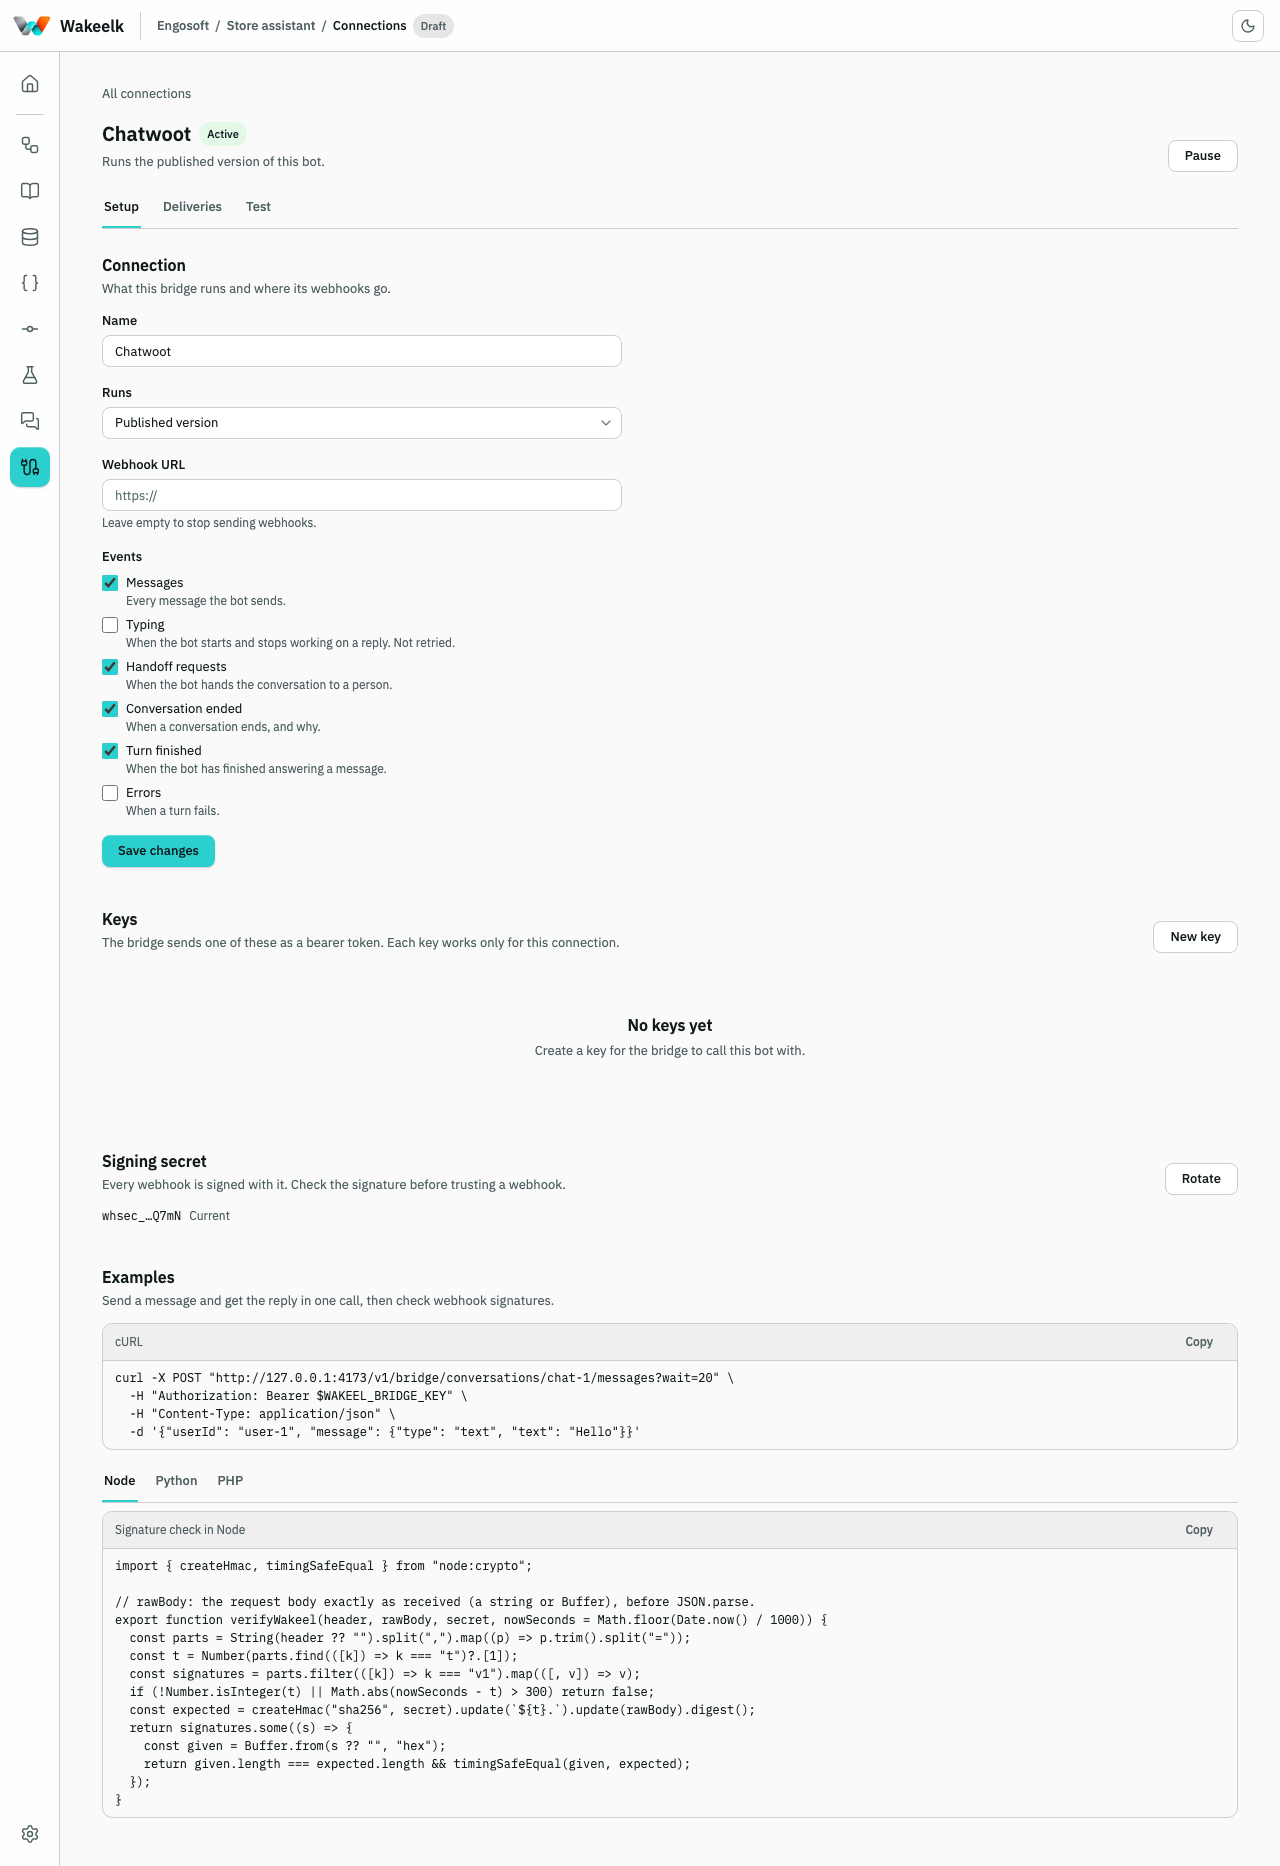 Wakeelk
Engosoft / Store assistant / Connections Draft
All connections
Chatwoot Active
Runs the published version of this bot.
Pause
Setup Deliveries Test
Connection
What this bridge runs and where its webhooks go.
Name
Chatwoot
Runs
Published version
Webhook URL
https://
Leave empty to stop sending webhooks.
Events
Messages
Every message the bot sends.
Typing
When the bot starts and stops working on a reply. Not retried.
Handoff requests
When the bot hands the conversation to a person.
Conversation ended
When a conversation ends, and why.
Turn finished
When the bot has finished answering a message.
Errors
When a turn fails.
Save changes
Keys
The bridge sends one of these as a bearer token. Each key works only for this connection.
New key
No keys yet
Create a key for the bridge to call this bot with.
Signing secret
Every webhook is signed with it. Check the signature before trusting a webhook.
Rotate
whsec_…Q7mN Current
Examples
Send a message and get the reply in one call, then check webhook signatures.
cURL Copy
curl -X POST "http://127.0.0.1:4173/v1/bridge/conversations/chat-1/messages?wait=20" \
  -H "Authorization: Bearer $WAKEEL_BRIDGE_KEY" \
  -H "Content-Type: application/json" \
  -d '{"userId": "user-1", "message": {"type": "text", "text": "Hello"}}'
Node Python PHP
Signature check in Node Copy
import { createHmac, timingSafeEqual } from "node:crypto";
// rawBody: the request body exactly as received (a string or Buffer), before JSON.parse.
export function verifyWakeel(header, rawBody, secret, nowSeconds = Math.floor(Date.now() / 1000)) {
  const parts = String(header ?? "").split(",").map((p) => p.trim().split("="));
  const t = Number(parts.find(([k]) => k === "t")?.[1]);
  const signatures = parts.filter(([k]) => k === "v1").map(([, v]) => v);
  if (!Number.isInteger(t) || Math.abs(nowSeconds - t) > 300) return false;
  const expected = createHmac("sha256", secret).update(`${t}.`).update(rawBody).digest();
  return signatures.some((s) => {
    const given = Buffer.from(s ?? "", "hex");
    return given.length === expected.length && timingSafeEqual(given, expected);
  });
}